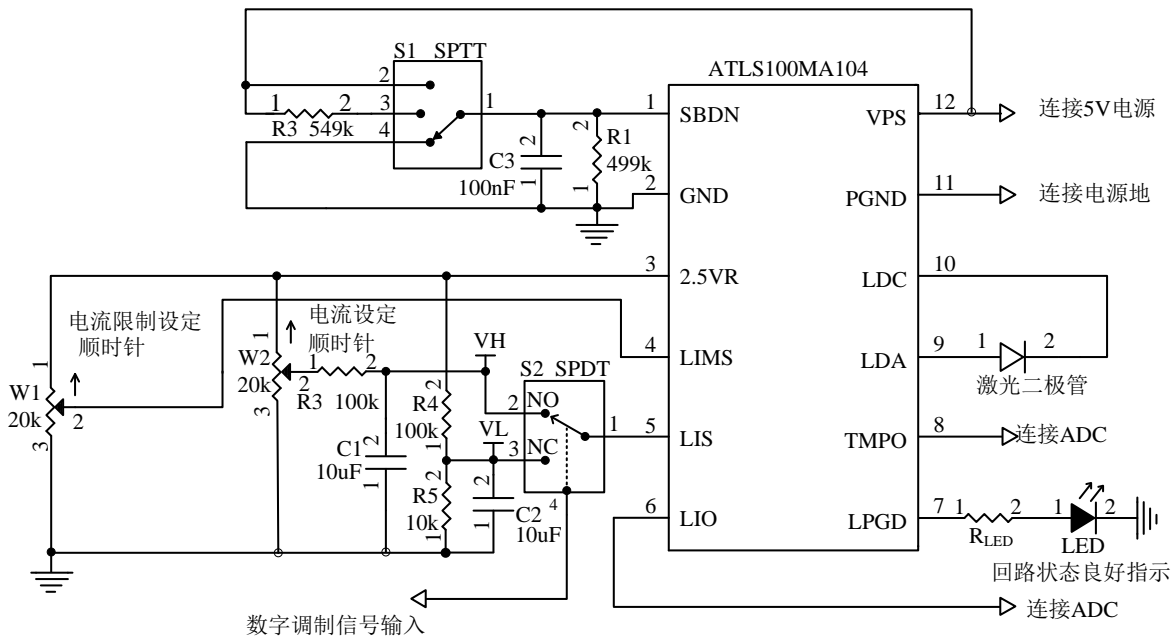 S1 SPTT
ATLS100MA104
2
1 2 3 1 1 SBDN VPS 12 连接5V电源
R3 549k 4
2 C3 1 100nF
2 R1 499k 1
2 GND PGND 11 连接电源地
3 2.5VR LDC 10
电流限制设定
顺时针
电流设定
顺时针
VH
4 LIMS LDA 9 1 2
激光二极管
1 W1 20k 3 2
1 W2 20k 3 2
1 2 R3 100k
S2 SPDT
2 NO 1 5 LIS TMPO 8 连接ADC
2 R4 100k 1
VL 3 NC
4
2 C1 10uF 1
2 R5 10k 1
2 C2 10uF 1
6 LIO LPGD 7 1 2 1 2
RLED LED
回路状态良好指示
数字调制信号输入
连接ADC